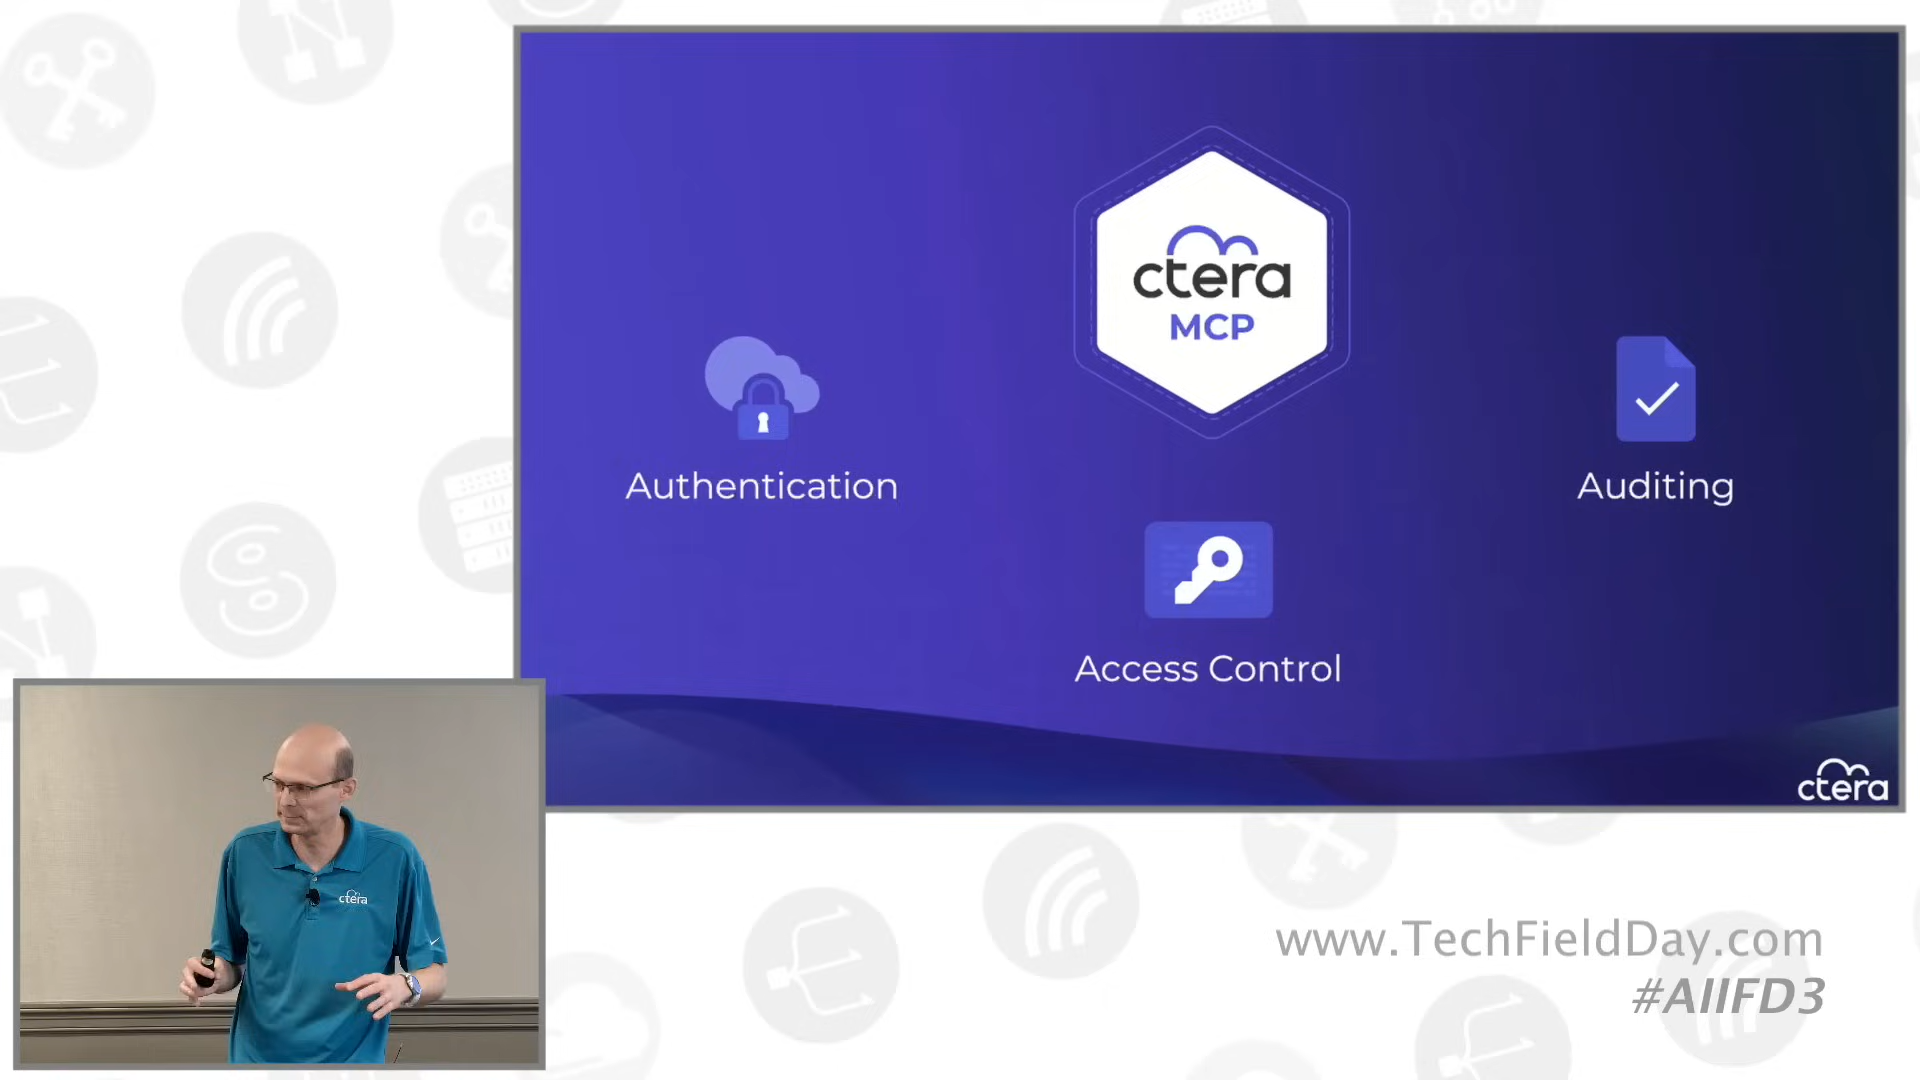 ctera
MCP
Authentication
Auditing
Access Control
ctera
ctera
www.TechFieldDay.com
#AIIFD3